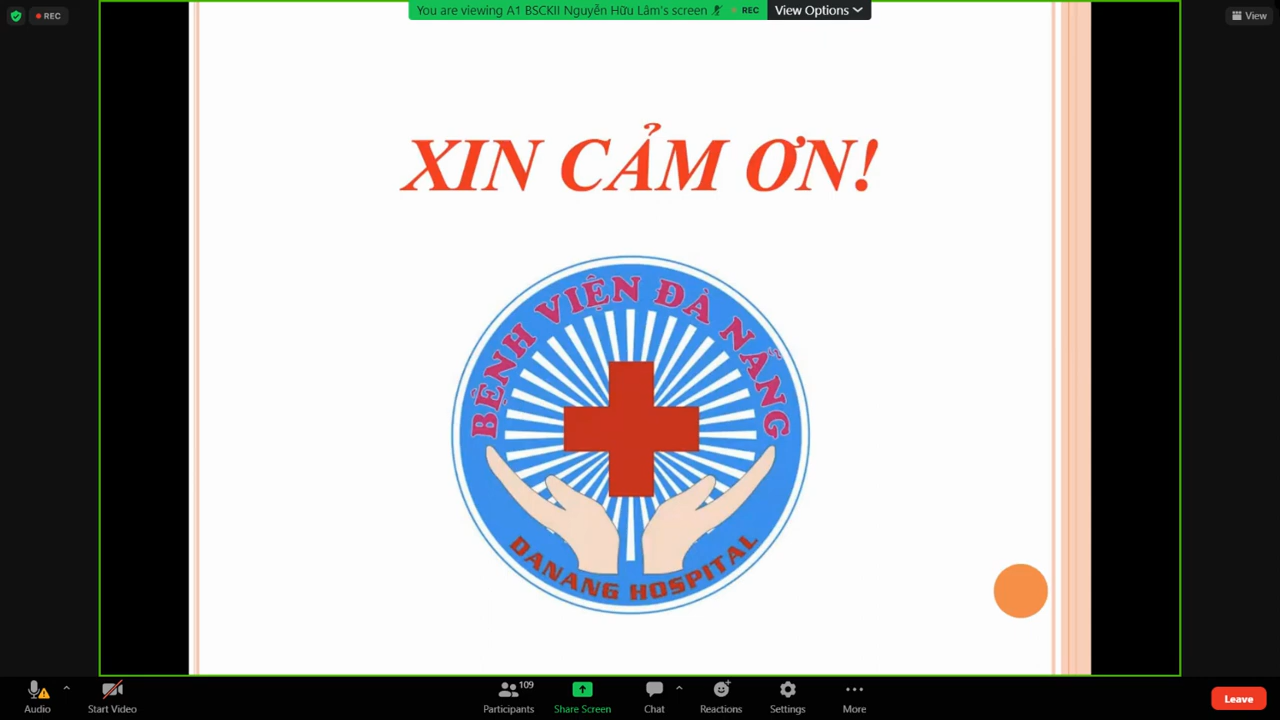 REC
You are viewing A1 BSCKII Nguyễn Hữu Lâm's screen
REC
View Options
View
XIN CẢM ƠN!
BỆNH VIỆN ĐÀ NẴNG
DANANG HOSPITAL
Audio
Start Video
109
Participants
Share Screen
Chat
Reactions
Settings
More
Leave